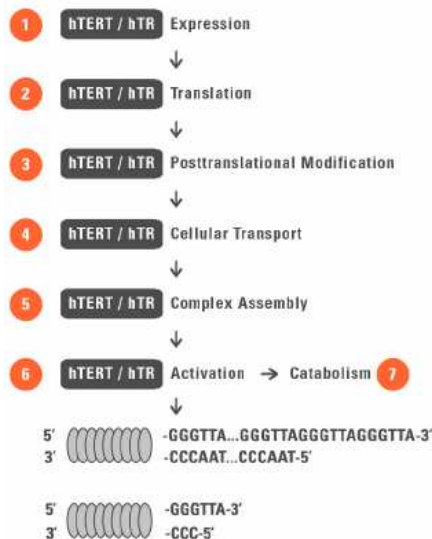 1 hTERT / hTR Expression
↓
2 hTERT / hTR Translation
↓
3 hTERT / hTR Posttranslational Modification
↓
4 hTERT / hTR Cellular Transport
↓
5 hTERT / hTR Complex Assembly
↓
6 hTERT / hTR Activation → Catabolism 7
↓
5' -GGGTTA...GGGTTAGGGTTAGGGTTA-3'
3' -CCCAAT...CCCAAT-5'
5' -GGGTTA-3'
3' -CCC-5'